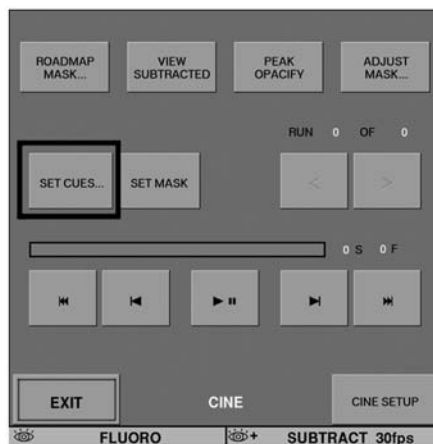 ROADMAP MASK...
VIEW SUBTRACTED
PEAK OPACIFY
ADJUST MASK...
RUN 0 OF 0
SET CUES... SET MASK < >
0 S 0 F
EXIT CINE CINE SETUP
FLUORO + SUBTRACT 30fps